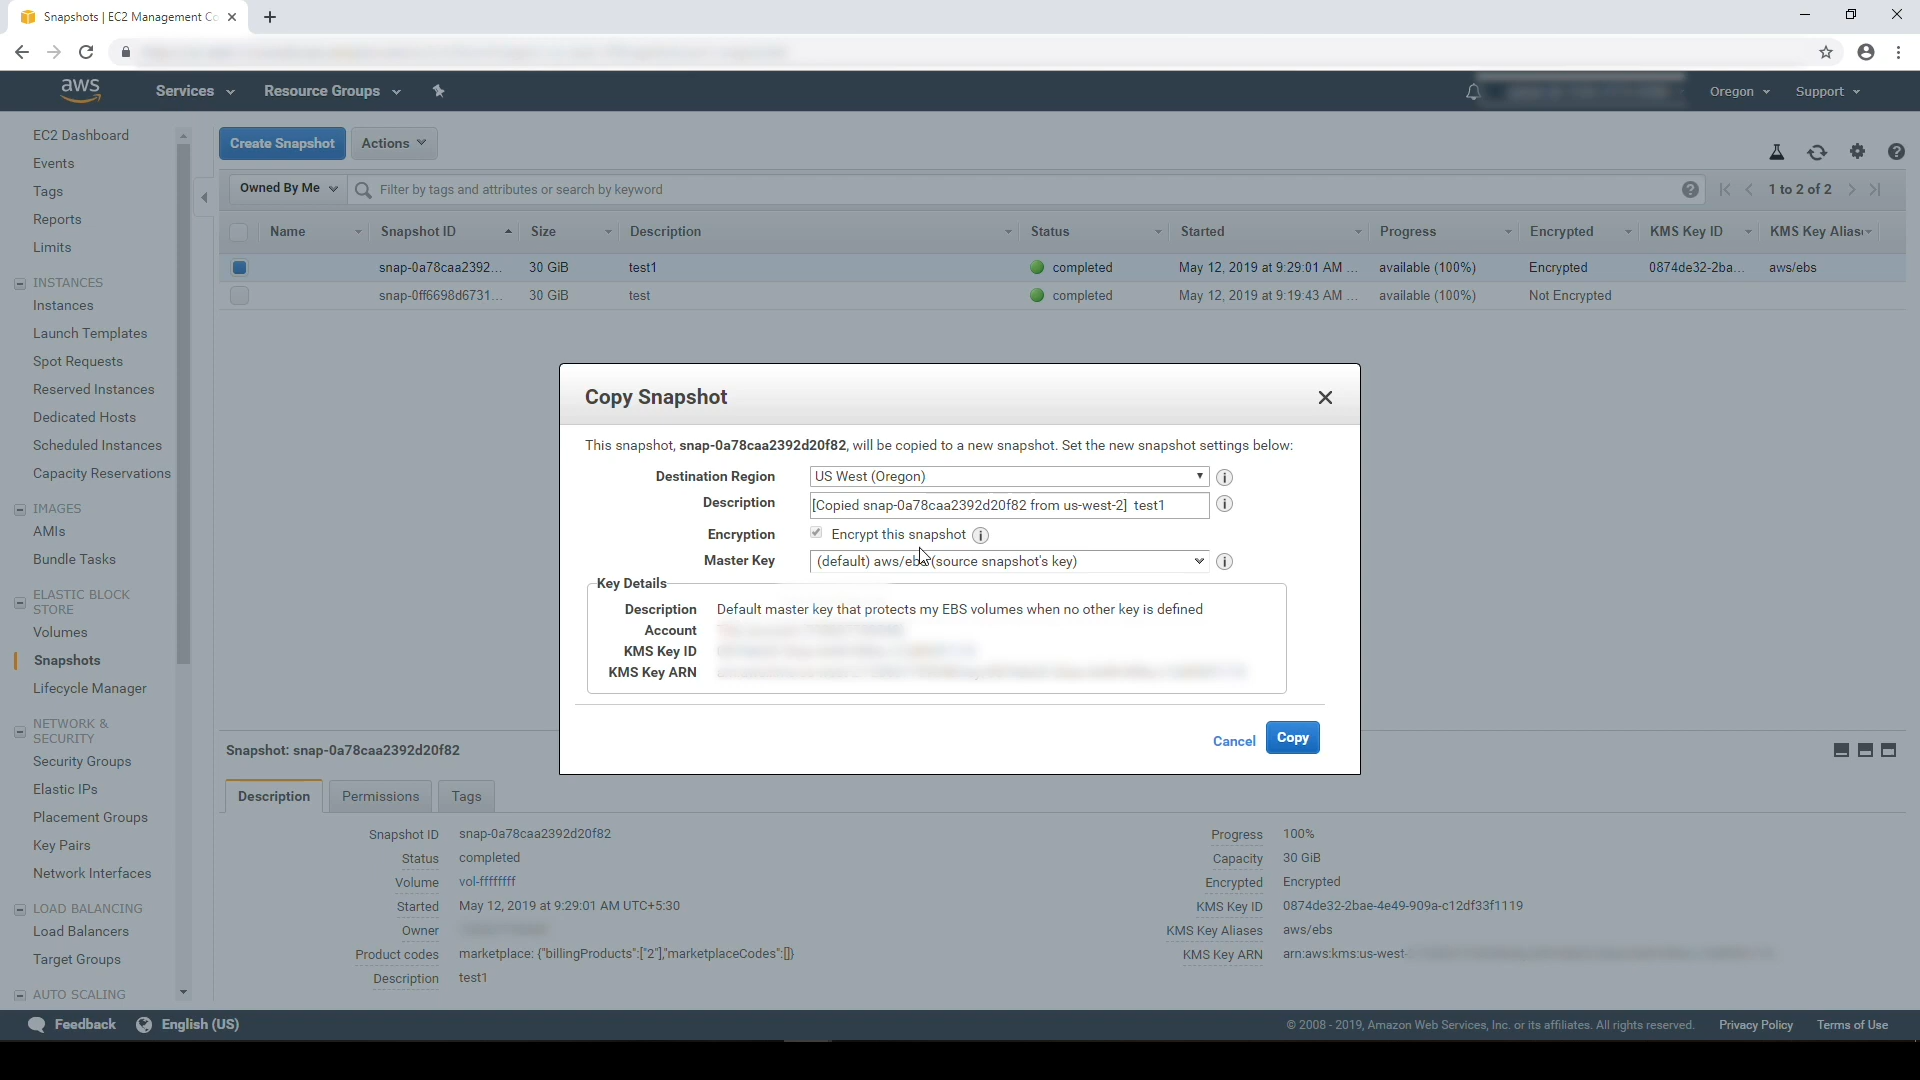 Snapshots | EC2 Management Co
aws
Services
Resource Groups
Oregon
Support
EC2 Dashboard
Events
Tags
Reports
Limits
INSTANCES
Instances
Launch Templates
Spot Requests
Reserved Instances
Dedicated Hosts
Scheduled Instances
Capacity Reservations
IMAGES
AMIs
Bundle Tasks
ELASTIC BLOCK
STORE
Volumes
Snapshots
Lifecycle Manager
NETWORK &
SECURITY
Security Groups
Elastic IPs
Placement Groups
Key Pairs
Network Interfaces
LOAD BALANCING
Load Balancers
Target Groups
AUTO SCALING
Create Snapshot
Actions
Owned By Me
Filter by tags and attributes or search by keyword
1 to 2 of 2
Name Snapshot ID Size Description Status Started Progress Encrypted KMS Key ID KMS Key Alias
snap-0a78caa2392... 30 GiB test1 completed May 12, 2019 at 9:29:01 AM ... available (100%) Encrypted 0874de32-2ba... aws/ebs
snap-0ff6698d6731... 30 GiB test completed May 12, 2019 at 9:19:43 AM ... available (100%) Not Encrypted
Copy Snapshot
This snapshot, snap-0a78caa2392d20f82, will be copied to a new snapshot. Set the new snapshot settings below:
Destination Region US West (Oregon)
Description [Copied snap-0a78caa2392d20f82 from us-west-2] test1
Encryption Encrypt this snapshot
Master Key (default) aws/ebs (source snapshot's key)
Key Details
Description Default master key that protects my EBS volumes when no other key is defined
Account
KMS Key ID
KMS Key ARN
Cancel
Copy
Snapshot: snap-0a78caa2392d20f82
Description
Permissions
Tags
Snapshot ID snap-0a78caa2392d20f82
Status completed
Volume vol-ffffffff
Started May 12, 2019 at 9:29:01 AM UTC+5:30
Owner
Product codes marketplace: {"billingProducts":["2"],"marketplaceCodes":[]}
Description test1
Progress 100%
Capacity 30 GiB
Encrypted Encrypted
KMS Key ID 0874de32-2bae-4e49-909a-c12df33f1119
KMS Key Aliases aws/ebs
KMS Key ARN arn:aws:kms:us-west-
Feedback
English (US)
© 2008 - 2019, Amazon Web Services, Inc. or its affiliates. All rights reserved.
Privacy Policy
Terms of Use